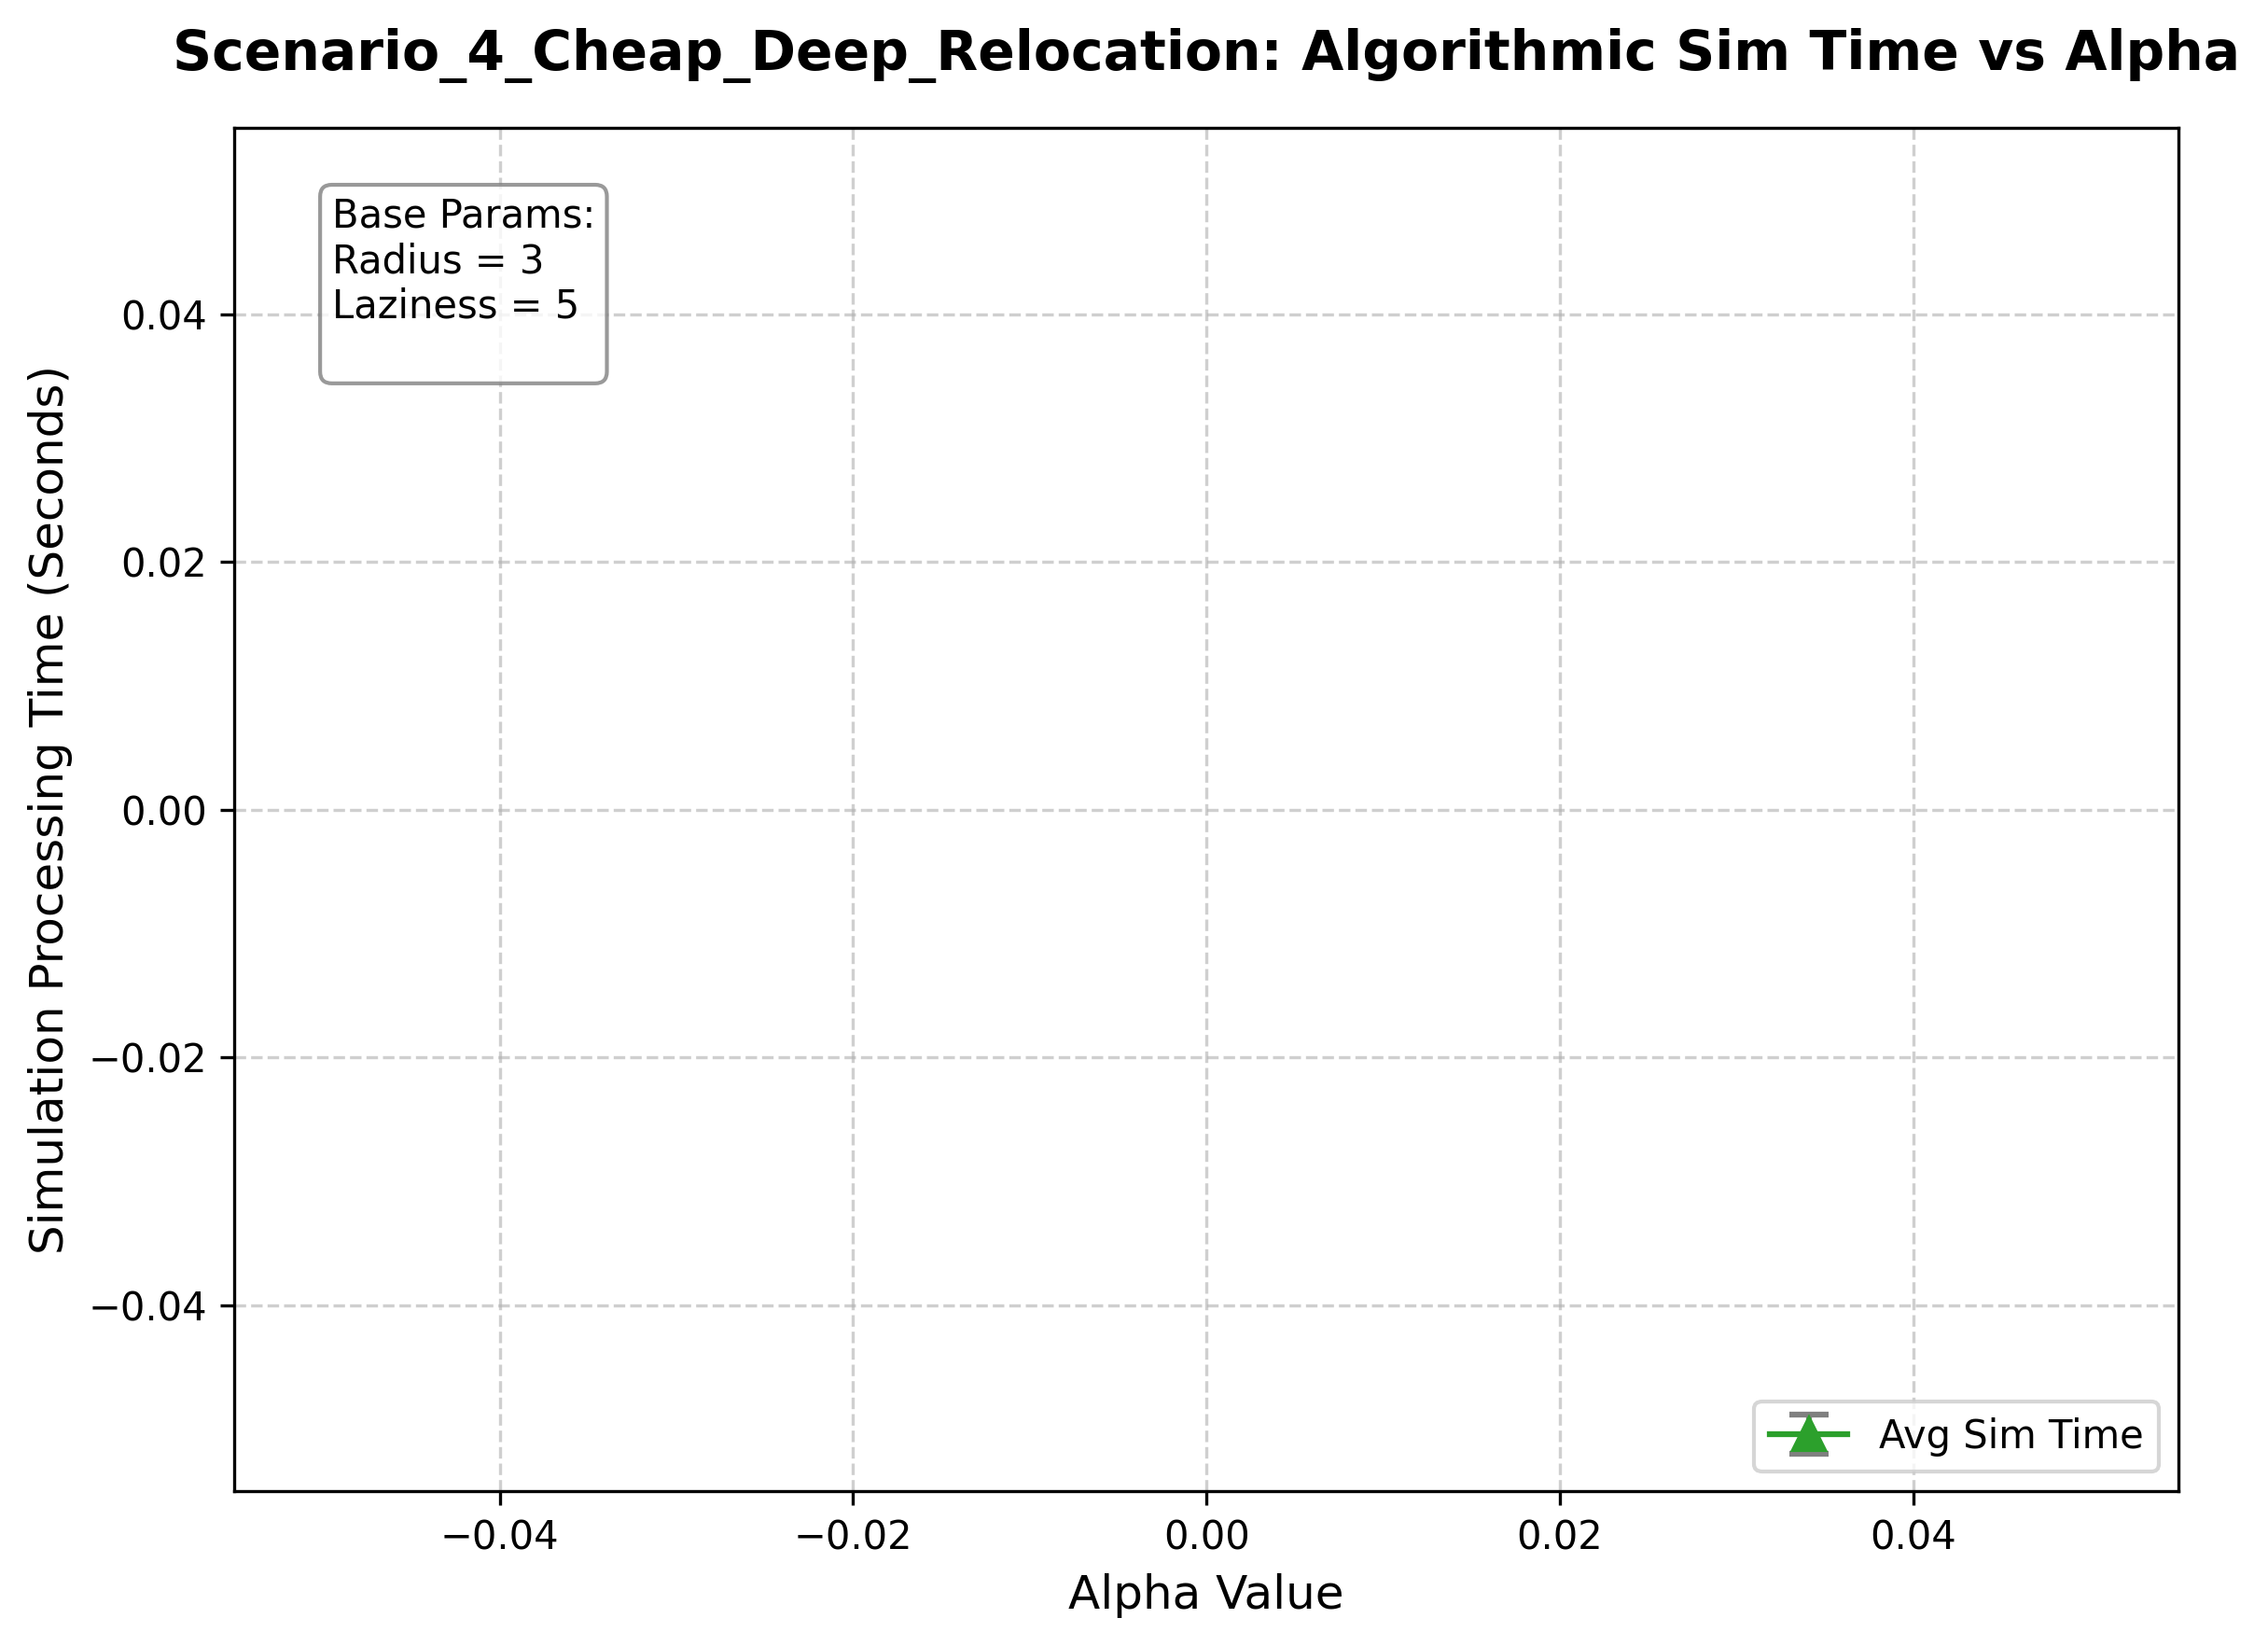 Scenario_4_Cheap_Deep_Relocation: Algorithmic Sim Time vs Alpha
Base Params:
Radius = 3
Laziness = 5
Simulation Processing Time (Seconds)
0.04
0.02
0.00
−0.02
−0.04
Avg Sim Time
−0.04
−0.02
0.00
0.02
0.04
Alpha Value